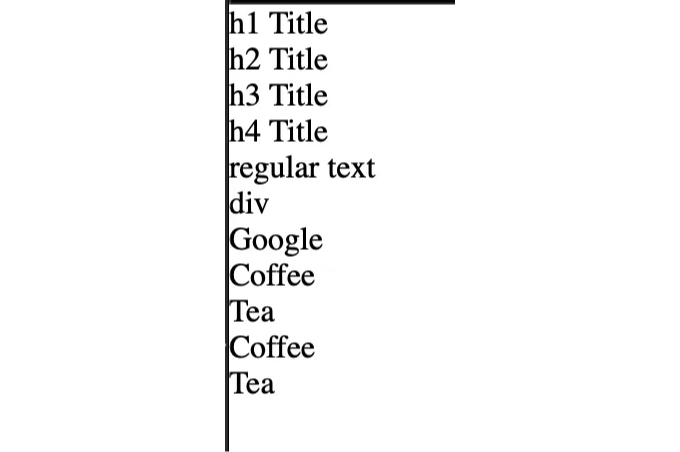 h1 Title
h2 Title
h3 Title
h4 Title
regular text
div
Google
Coffee
Tea
Coffee
Tea